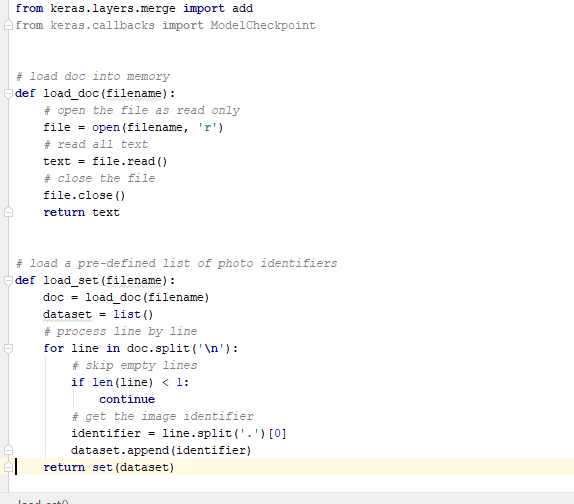 from keras.layers.merge import add
from keras.callbacks import ModelCheckpoint
# load doc into memory
def load_doc(filename):
    # open the file as read only
    file = open(filename, 'r')
    # read all text
    text = file.read()
    # close the file
    file.close()
    return text
# load a pre-defined list of photo identifiers
def load_set(filename):
    doc = load_doc(filename)
    dataset = list()
    # process line by line
    for line in doc.split('\n'):
        # skip empty lines
        if len(line) < 1:
            continue
        # get the image identifier
        identifier = line.split('.')[0]
        dataset.append(identifier)
    return set(dataset)
load_set()